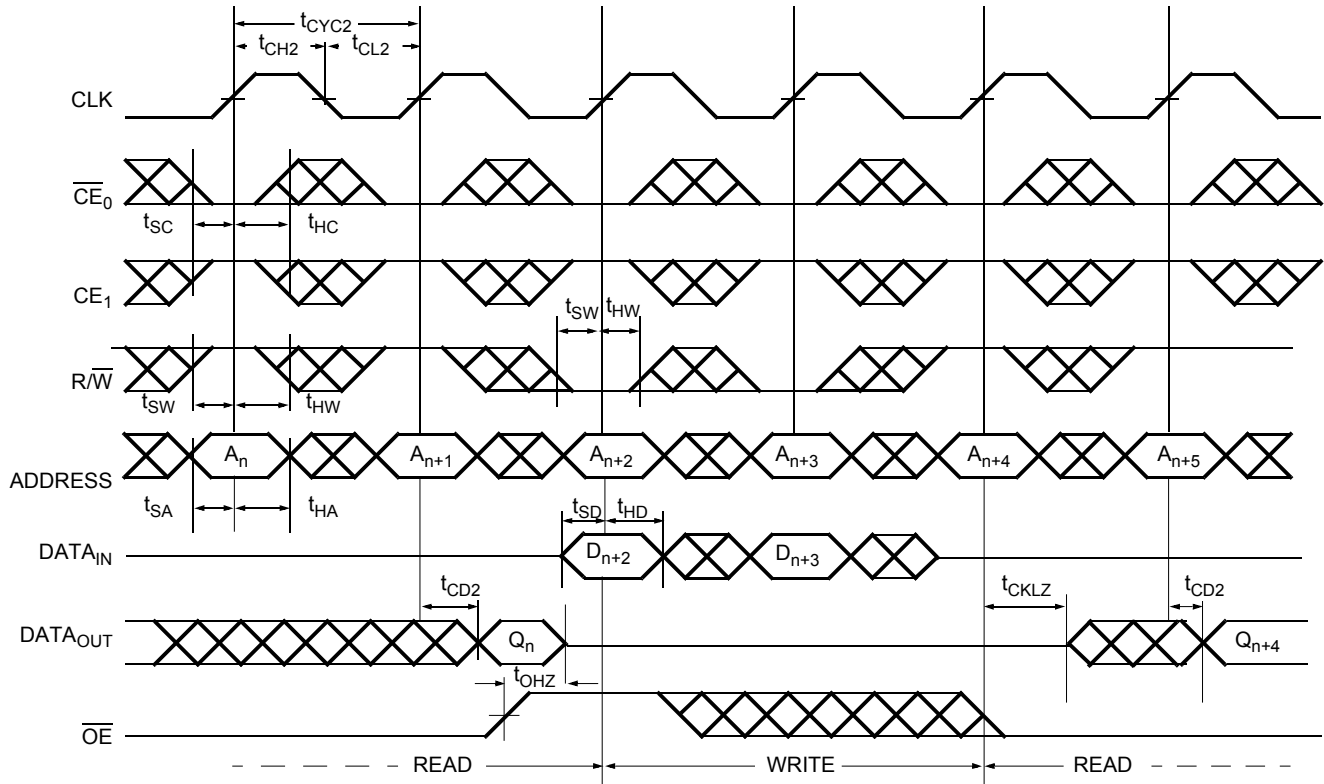 tCYC2
tCH2 tCL2
CLK
CE0
tSC tHC
CE1
tSW tHW
R/W
tSW tHW
An An+1 An+2 An+3 An+4 An+5
ADDRESS
tSA tHA
tSD tHD
DATAIN Dn+2 Dn+3
tCD2 tCKLZ tCD2
DATAOUT Qn Qn+4
tOHZ
OE
READ WRITE READ